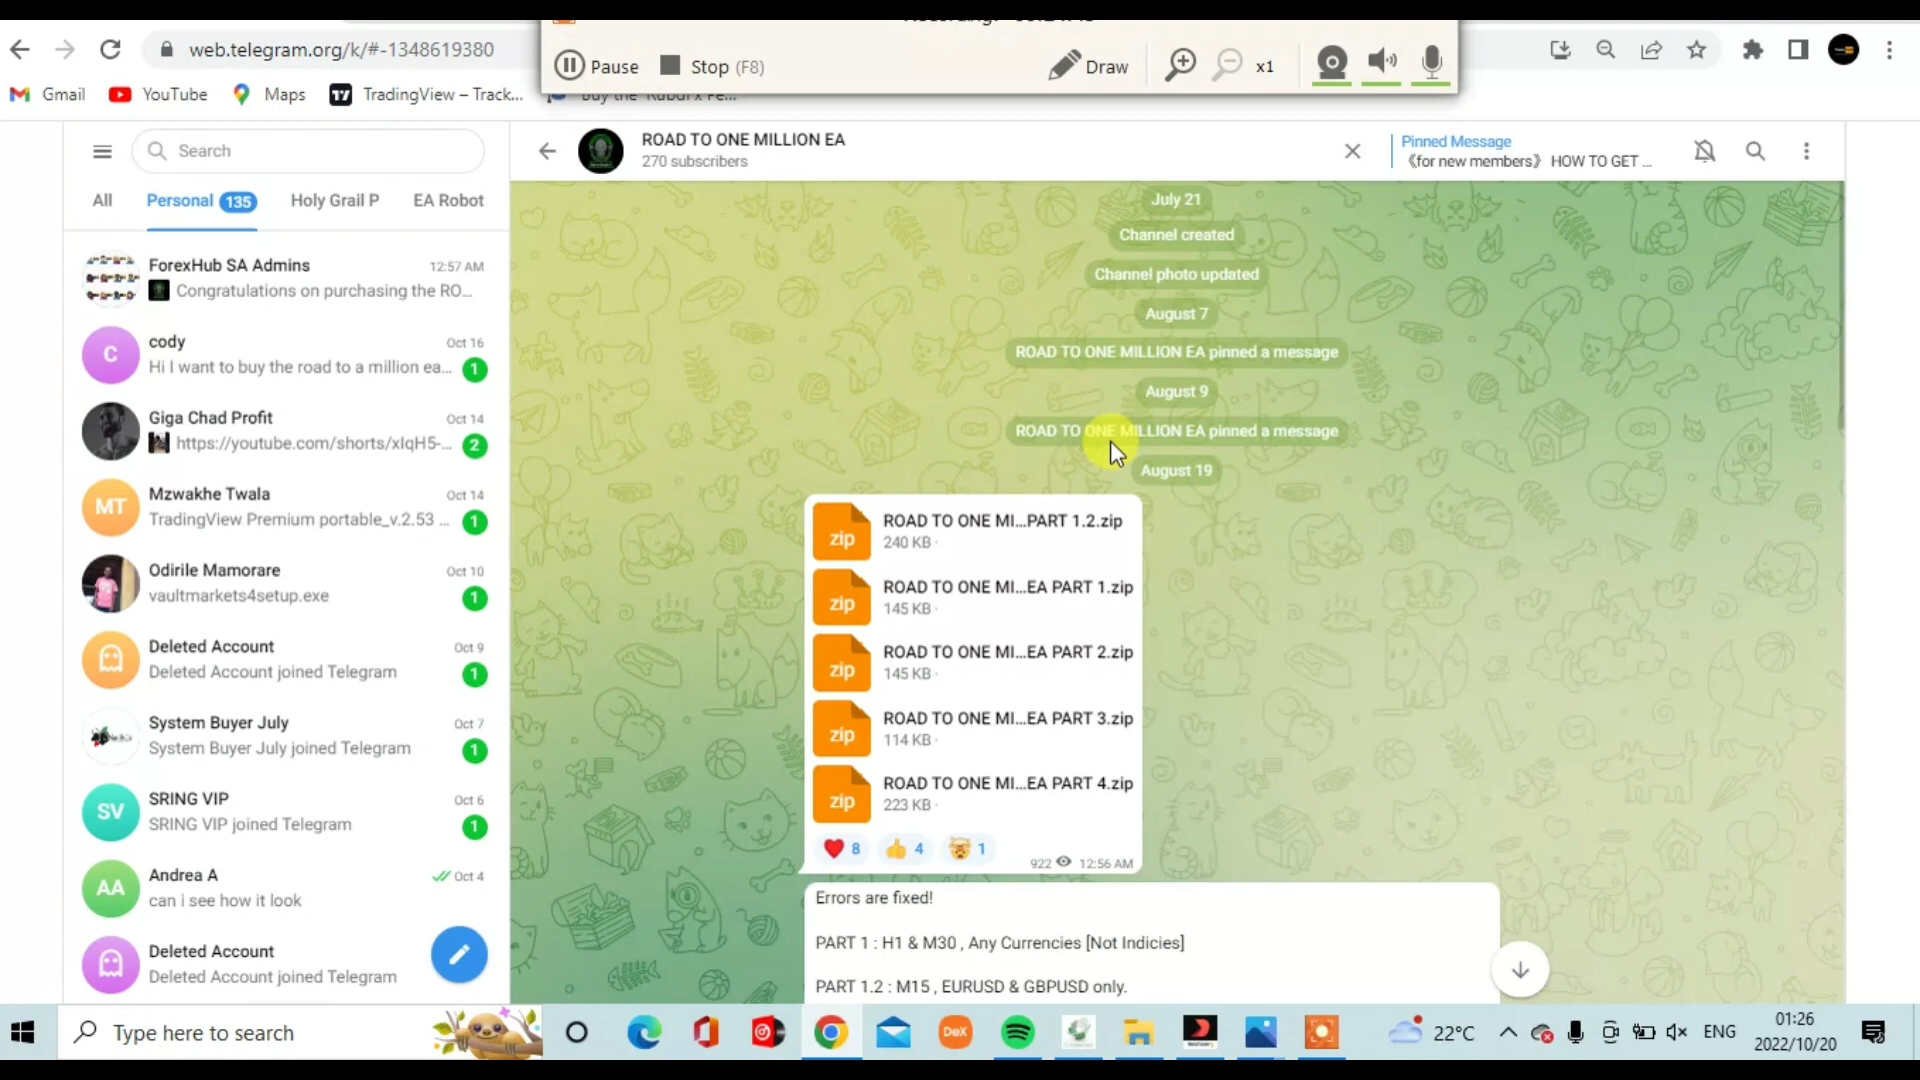 web.telegram.org/k/#-1348619380
Pause
Stop (F8)
Draw
x1
Gmail
YouTube
Maps
TradingView – Track...
Search
ROAD TO ONE MILLION EA
270 subscribers
Pinned Message
《for new members》 HOW TO GET ...
All
Personal 135
Holy Grail P
EA Robot
ForexHub SA Admins
12:57 AM
Congratulations on purchasing the RO...
cody
Oct 16
Hi I want to buy the road to a million ea...
1
Giga Chad Profit
Oct 14
https://youtube.com/shorts/xIqH5-...
2
MT
Mzwakhe Twala
Oct 14
TradingView Premium portable_v.2.53 ...
1
Odirile Mamorare
Oct 10
vaultmarkets4setup.exe
1
Deleted Account
Oct 9
Deleted Account joined Telegram
1
System Buyer July
Oct 7
System Buyer July joined Telegram
1
SV
SRING VIP
Oct 6
SRING VIP joined Telegram
1
AA
Andrea A
Oct 4
can i see how it look
Deleted Account
Deleted Account joined Telegram
C
July 21
Channel created
Channel photo updated
August 7
ROAD TO ONE MILLION EA pinned a message
August 9
ROAD TO ONE MILLION EA pinned a message
August 19
zip
ROAD TO ONE MI...PART 1.2.zip
240 KB ·
zip
ROAD TO ONE MI...EA PART 1.zip
145 KB ·
zip
ROAD TO ONE MI...EA PART 2.zip
145 KB ·
zip
ROAD TO ONE MI...EA PART 3.zip
114 KB ·
zip
ROAD TO ONE MI...EA PART 4.zip
223 KB ·
8
4
1
922
12:56 AM
Errors are fixed!
PART 1 : H1 & M30 , Any Currencies [Not Indicies]
PART 1.2 : M15 , EURUSD & GBPUSD only.
Type here to search
DeX
22°C
ENG
01:26
2022/10/20